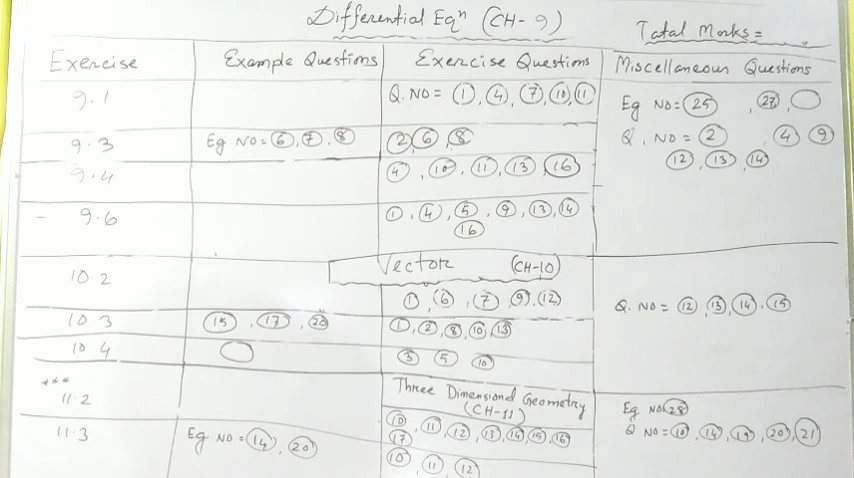 Differential Eqⁿ (CH-9)
Total Marks =
Exercise Example Questions Exercise Questions Miscellaneous Questions
9.1 Q. NO = ①, ④, ⑦, ⑩, ⑪ Eg NO = ㉕, ㉗,
9.3 Eg NO = ⑥, ⑦, ⑧ ② ⑥, ⑧ Q. NO = ②, ④ ⑨
9.4 ④, ⑩, ⑪, ⑬, ⑯ ⑫, ⑬, ⑭
- 9.6 ①, ④, ⑤, ⑨, ⑬, ⑭
⑯
Vector (CH-10)
10.2 ①, ⑥, ⑦, ⑨, ⑫ Q. NO = ⑫, ⑬, ⑭, ⑮
10.3 ⑮, ⑰, ⑳ ①, ②, ⑧, ⑩, ⑬
10.4 ③ ⑤ ⑩
***
11.2 Three Dimensional Geometry
(CH-11) Eg NO = ㉘
⑩, ⑪, ⑫, ⑬, ⑭, ⑮, ⑯ Q NO = ⑩, ⑭, ⑲, ⑳, ㉑
⑰
11.3 Eg NO = ⑭, ⑳ ⑩, ⑪, ⑫